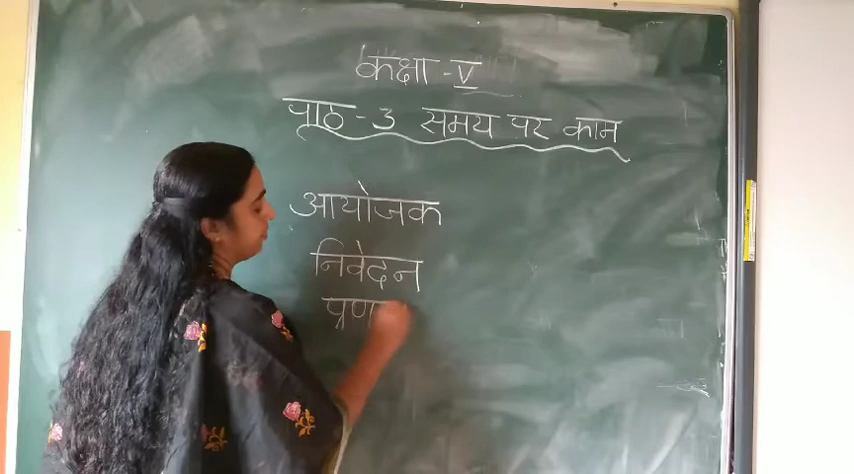 कक्षा - V
पाठ - 3 समय पर काम
आयोजक
निवेदन